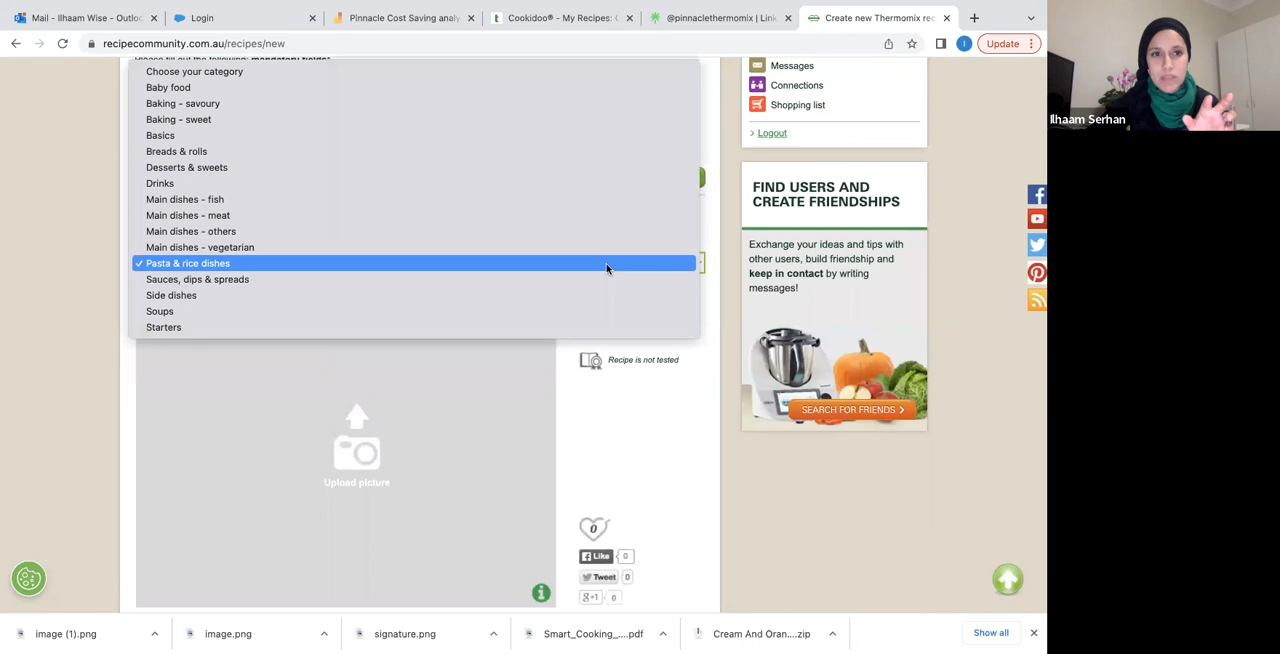 Mail - Ilhaam Wise - Outloo
Login
Pinnacle Cost Saving analy
Cookidoo® - My Recipes: C
@pinnaclethermomix | Link
Create new Thermomix rec
recipecommunity.com.au/recipes/new
I
Update
Choose your category
Baby food
Baking - savoury
Baking - sweet
Basics
Breads & rolls
Desserts & sweets
Drinks
Main dishes - fish
Main dishes - meat
Main dishes - others
Main dishes - vegetarian
Pasta & rice dishes
Sauces, dips & spreads
Side dishes
Soups
Starters
Recipe is not tested
Upload picture
0
Like 0
Tweet 0
g+1 0
Messages
Connections
Shopping list
Logout
FIND USERS AND
CREATE FRIENDSHIPS
Exchange your ideas and tips with
other users, build friendship and
keep in contact by writing
messages!
SEARCH FOR FRIENDS
Ilhaam Serhan
image (1).png
image.png
signature.png
Smart_Cooking_....pdf
Cream And Oran....zip
Show all